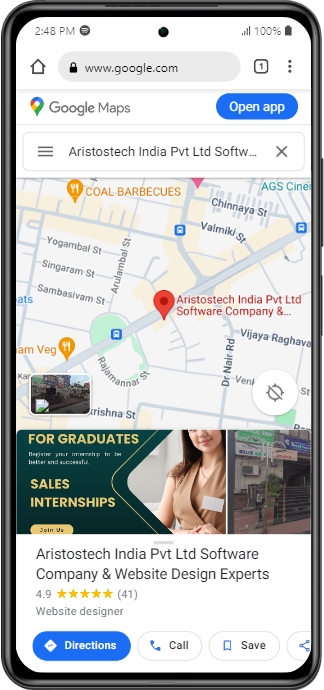 2:48 PM
100%
www.google.com
1
Google Maps
Open app
Aristostech India Pvt Ltd Softw...
COAL BARBECUES
AGS Ciner
Chinnaya St
Valmiki St
Yogambal St
Singaram St
Sambasivam St
Arulambal St
oats
Aristostech India Pvt Ltd
Software Company &...
Vijaya Raghava
am Veg
Rajamannar St
Dr Nair Rd
Venk
krishna St
FOR GRADUATES
Register your internship to be
better and successful.
SALES
INTERNSHIPS
Join Us
Aristostech India Pvt Ltd Software
Company & Website Design Experts
4.9 ★★★★★ (41)
Website designer
Directions
Call
Save